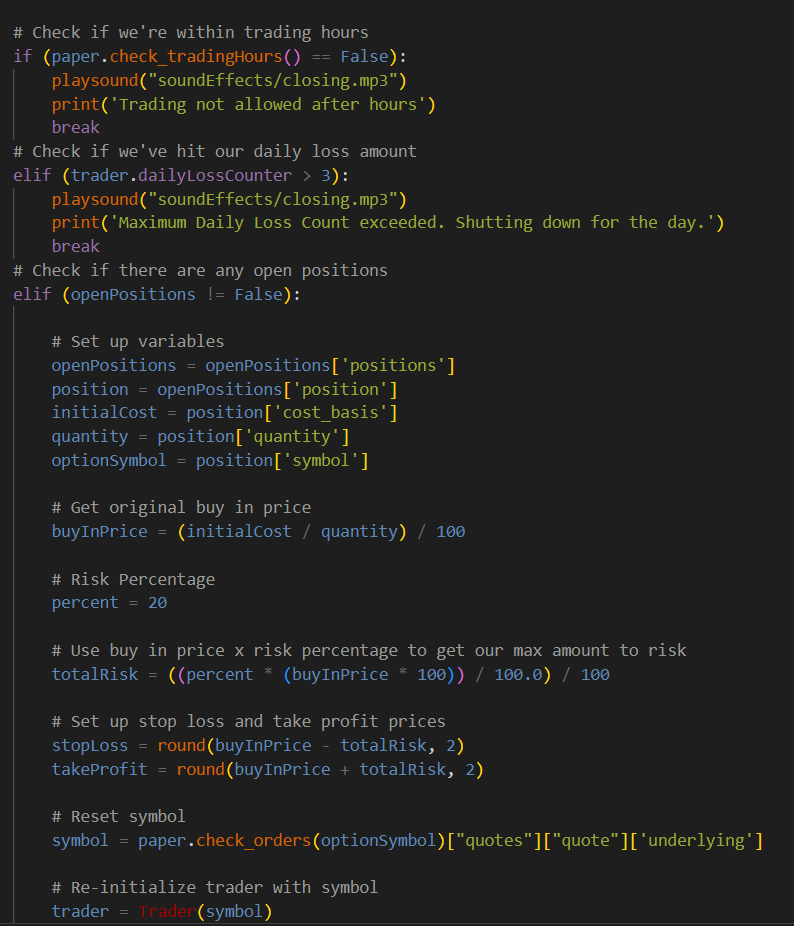 # Check if we're within trading hours
if (paper.check_tradingHours() == False):
    playsound("soundEffects/closing.mp3")
    print('Trading not allowed after hours')
    break
# Check if we've hit our daily loss amount
elif (trader.dailyLossCounter > 3):
    playsound("soundEffects/closing.mp3")
    print('Maximum Daily Loss Count exceeded. Shutting down for the day.')
    break
# Check if there are any open positions
elif (openPositions != False):
    # Set up variables
    openPositions = openPositions['positions']
    position = openPositions['position']
    initialCost = position['cost_basis']
    quantity = position['quantity']
    optionSymbol = position['symbol']
    # Get original buy in price
    buyInPrice = (initialCost / quantity) / 100
    # Risk Percentage
    percent = 20
    # Use buy in price x risk percentage to get our max amount to risk
    totalRisk = ((percent * (buyInPrice * 100)) / 100.0) / 100
    # Set up stop loss and take profit prices
    stopLoss = round(buyInPrice - totalRisk, 2)
    takeProfit = round(buyInPrice + totalRisk, 2)
    # Reset symbol
    symbol = paper.check_orders(optionSymbol)["quotes"]["quote"]['underlying']
    # Re-initialize trader with symbol
    trader = Trader(symbol)